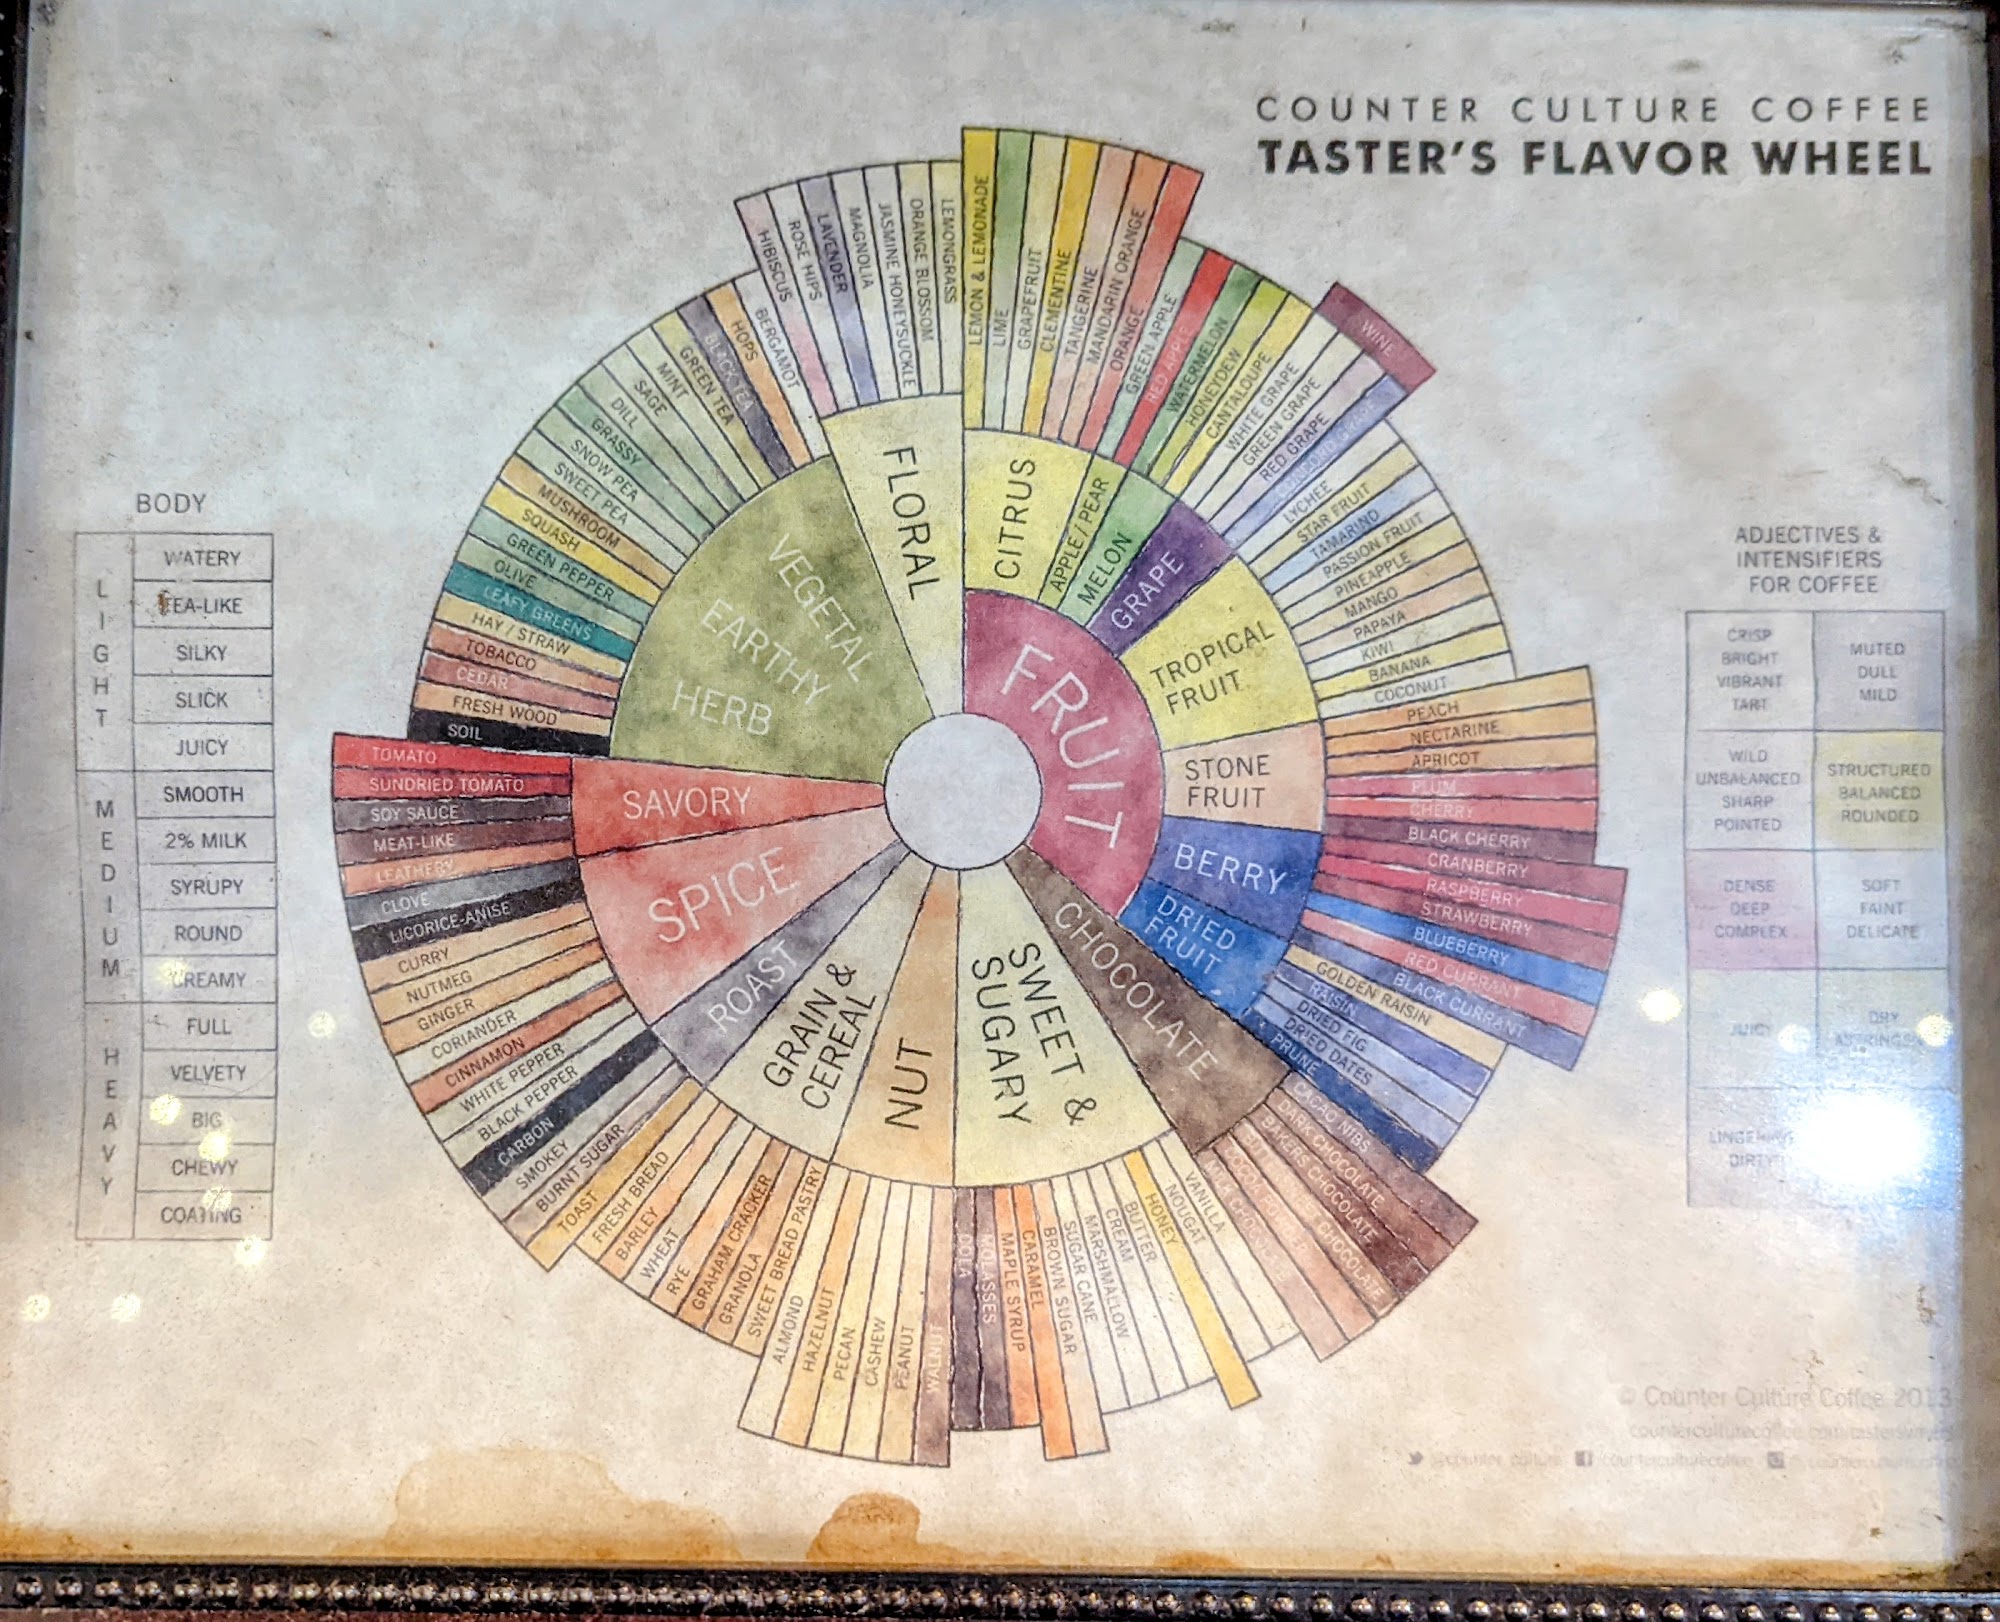 COUNTER CULTURE COFFEE
TASTER'S FLAVOR WHEEL
BODY
LIGHT
WATERY
TEA-LIKE
SILKY
SLICK
JUICY
MEDIUM
SMOOTH
2% MILK
SYRUPY
ROUND
CREAMY
HEAVY
FULL
VELVETY
BIG
CHEWY
COATING
FRUIT
CITRUS
LEMON & LEMONADE
LIME
GRAPEFRUIT
CLEMENTINE
TANGERINE
MANDARIN ORANGE
ORANGE
APPLE / PEAR
GREEN APPLE
RED APPLE
MELON
WATERMELON
HONEYDEW
CANTALOUPE
GRAPE
WHITE GRAPE
GREEN GRAPE
RED GRAPE
WINE
TROPICAL
FRUIT
LYCHEE
STAR FRUIT
TAMARIND
PASSION FRUIT
PINEAPPLE
MANGO
PAPAYA
KIWI
BANANA
COCONUT
STONE
FRUIT
PEACH
NECTARINE
APRICOT
PLUM
CHERRY
BLACK CHERRY
BERRY
CRANBERRY
RASPBERRY
STRAWBERRY
BLUEBERRY
RED CURRANT
BLACK CURRANT
DRIED
FRUIT
GOLDEN RAISIN
RAISIN
DRIED FIG
DRIED DATES
PRUNE
CHOCOLATE
CACAO NIBS
DARK CHOCOLATE
BAKERS CHOCOLATE
BITTERSWEET CHOCOLATE
COCOA POWDER
MILK CHOCOLATE
SWEET &
SUGARY
VANILLA
NOUGAT
HONEY
BUTTER
CREAM
MARSHMALLOW
SUGAR CANE
BROWN SUGAR
CARAMEL
MAPLE SYRUP
MOLASSES
COLA
NUT
WALNUT
PEANUT
CASHEW
PECAN
HAZELNUT
ALMOND
GRAIN &
CEREAL
SWEET BREAD PASTRY
GRANOLA
GRAHAM CRACKER
RYE
WHEAT
BARLEY
FRESH BREAD
ROAST
TOAST
BURNT SUGAR
SMOKEY
CARBON
SPICE
BLACK PEPPER
WHITE PEPPER
CINNAMON
CORIANDER
GINGER
NUTMEG
CURRY
LICORICE-ANISE
CLOVE
SAVORY
LEATHERY
MEAT-LIKE
SOY SAUCE
SUNDRIED TOMATO
TOMATO
VEGETAL
EARTHY
HERB
SOIL
FRESH WOOD
CEDAR
TOBACCO
HAY / STRAW
LEAFY GREENS
OLIVE
GREEN PEPPER
SQUASH
MUSHROOM
SWEET PEA
SNOW PEA
GRASSY
DILL
SAGE
MINT
GREEN TEA
BLACK TEA
HOPS
BERGAMOT
FLORAL
HIBISCUS
ROSE HIPS
LAVENDER
MAGNOLIA
JASMINE HONEYSUCKLE
ORANGE BLOSSOM
LEMONGRASS
ADJECTIVES &
INTENSIFIERS
FOR COFFEE
CRISP
BRIGHT
VIBRANT
TART
MUTED
DULL
MILD
WILD
UNBALANCED
SHARP
POINTED
STRUCTURED
BALANCED
ROUNDED
DENSE
DEEP
COMPLEX
SOFT
FAINT
DELICATE
JUICY
DRY
LINGERING
DIRTY
© Counter Culture Coffee 2013
@counter_culture
counterculturecoffee